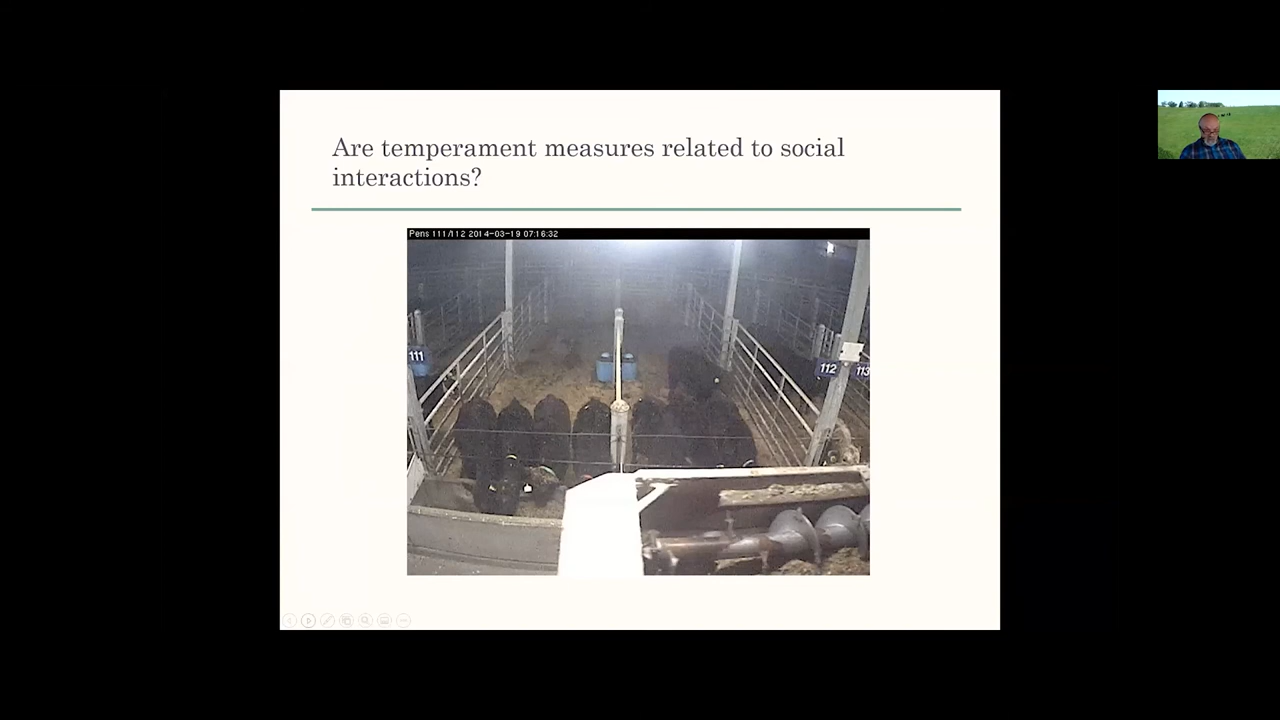 Are temperament measures related to social
interactions?
Pens 111/112 2014-03-19 07:16:32
111
112
113